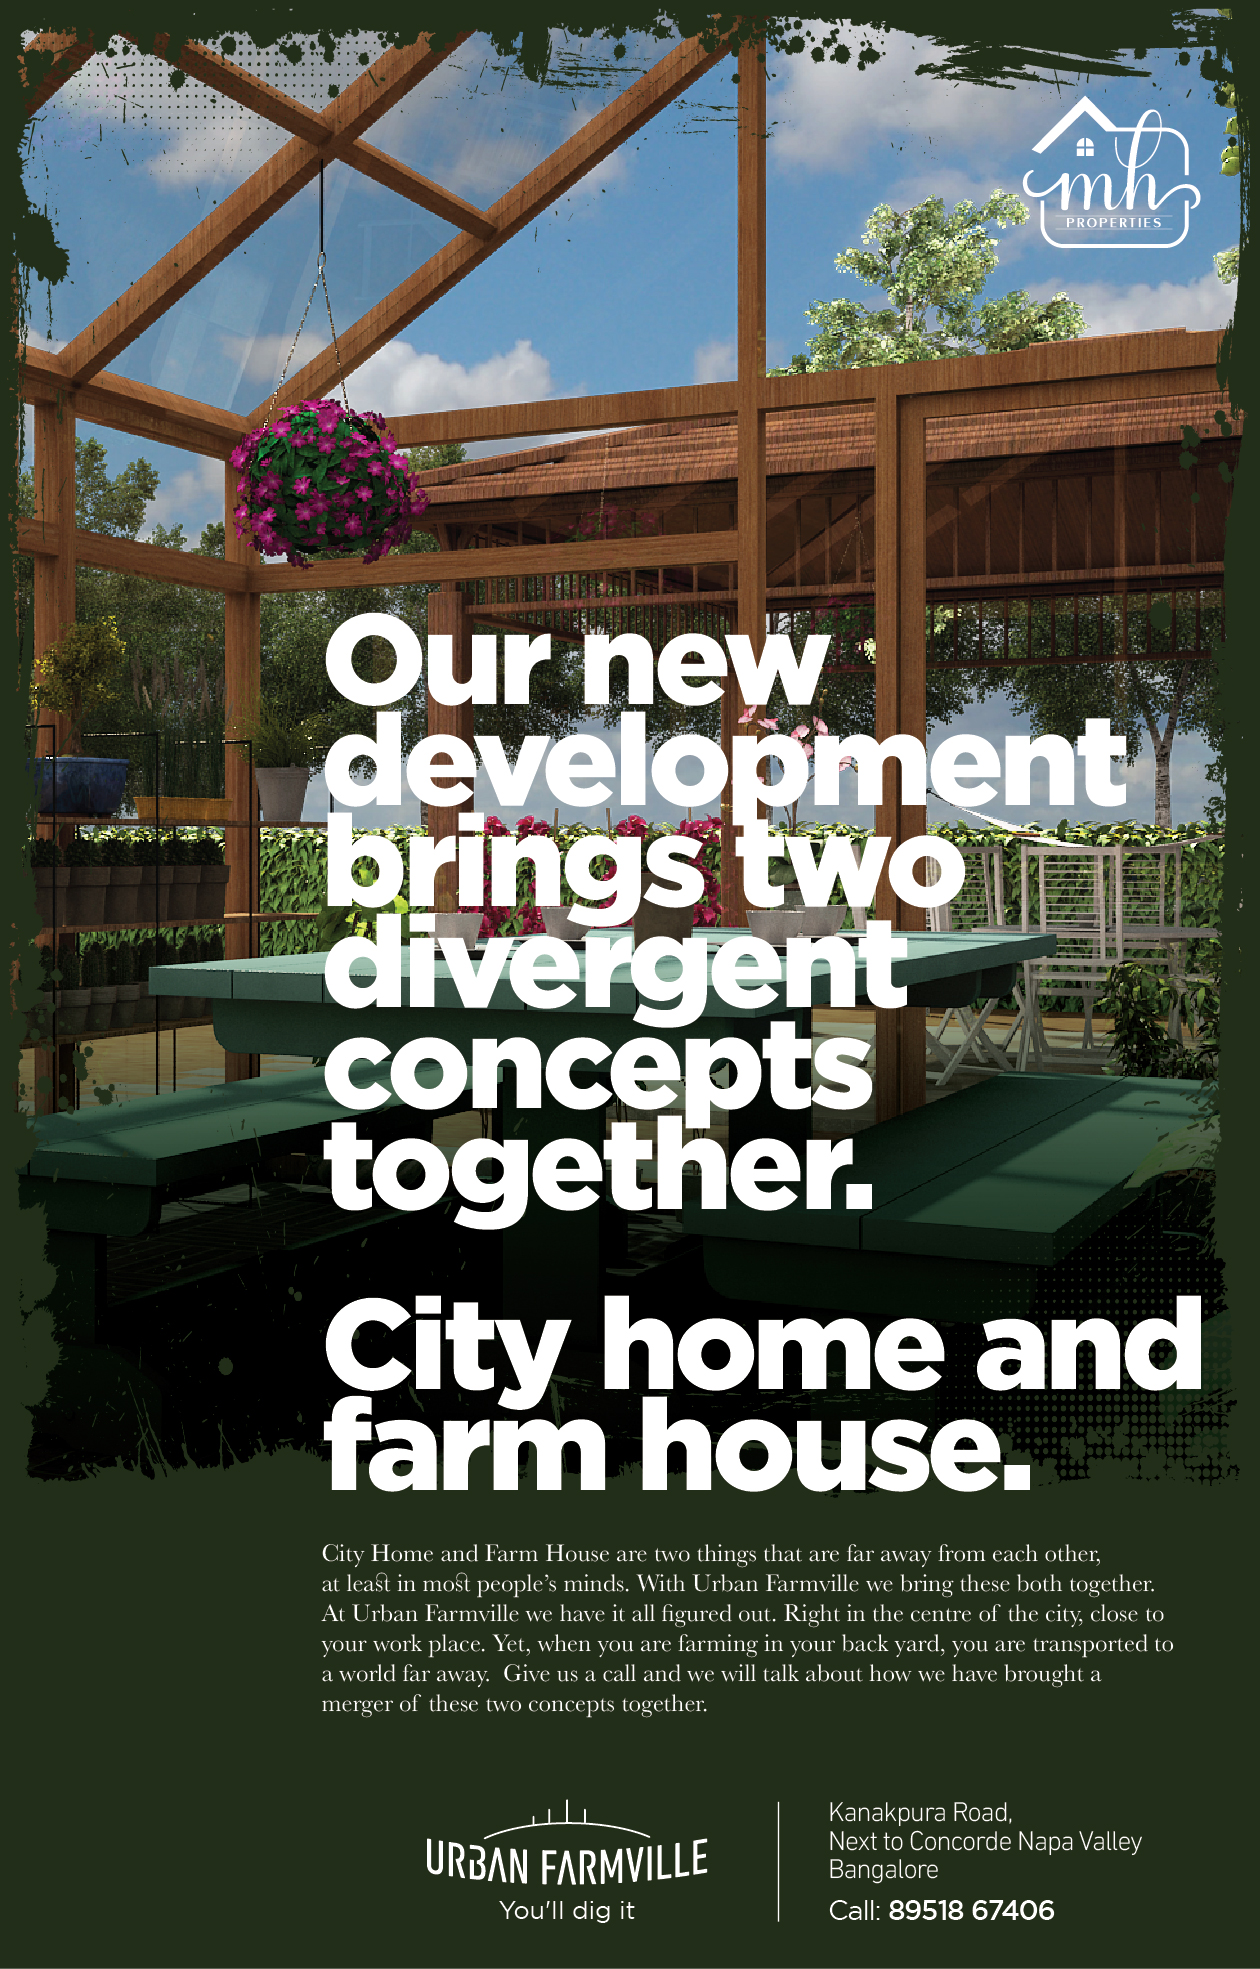 mh
PROPERTIES
Our new
development
brings two
divergent
concepts
together.
City home and
farm house.
City Home and Farm House are two things that are far away from each other,
at least in most people's minds. With Urban Farmville we bring these both together.
At Urban Farmville we have it all figured out. Right in the centre of the city, close to
your work place. Yet, when you are farming in your back yard, you are transported to
a world far away. Give us a call and we will talk about how we have brought a
merger of these two concepts together.
URBAN FARMVILLE
You'll dig it
Kanakpura Road,
Next to Concorde Napa Valley
Bangalore
Call: 89518 67406